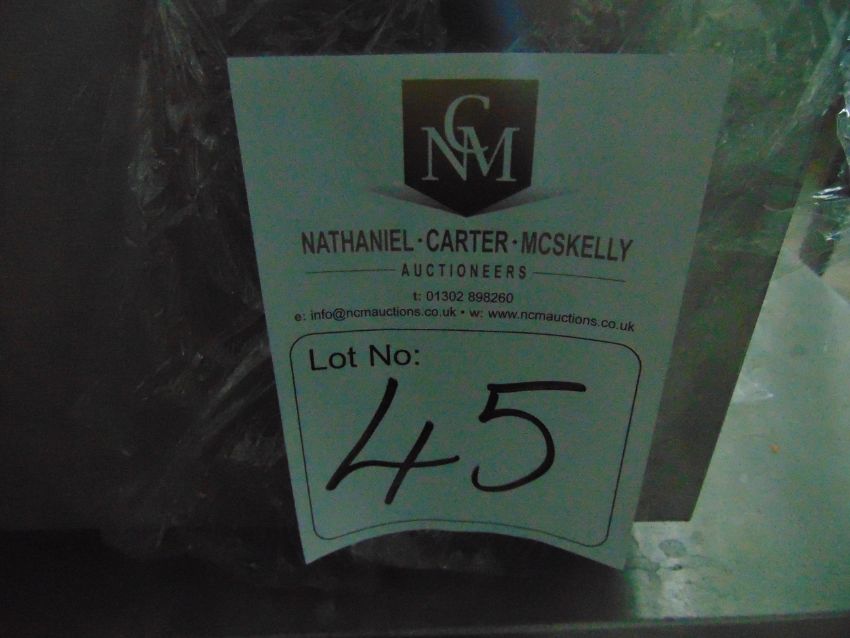 NCM
NATHANIEL · CARTER · MCSKELLY
AUCTIONEERS
t: 01302 898260
e: info@ncmauctions.co.uk • w: www.ncmauctions.co.uk
Lot No:
45